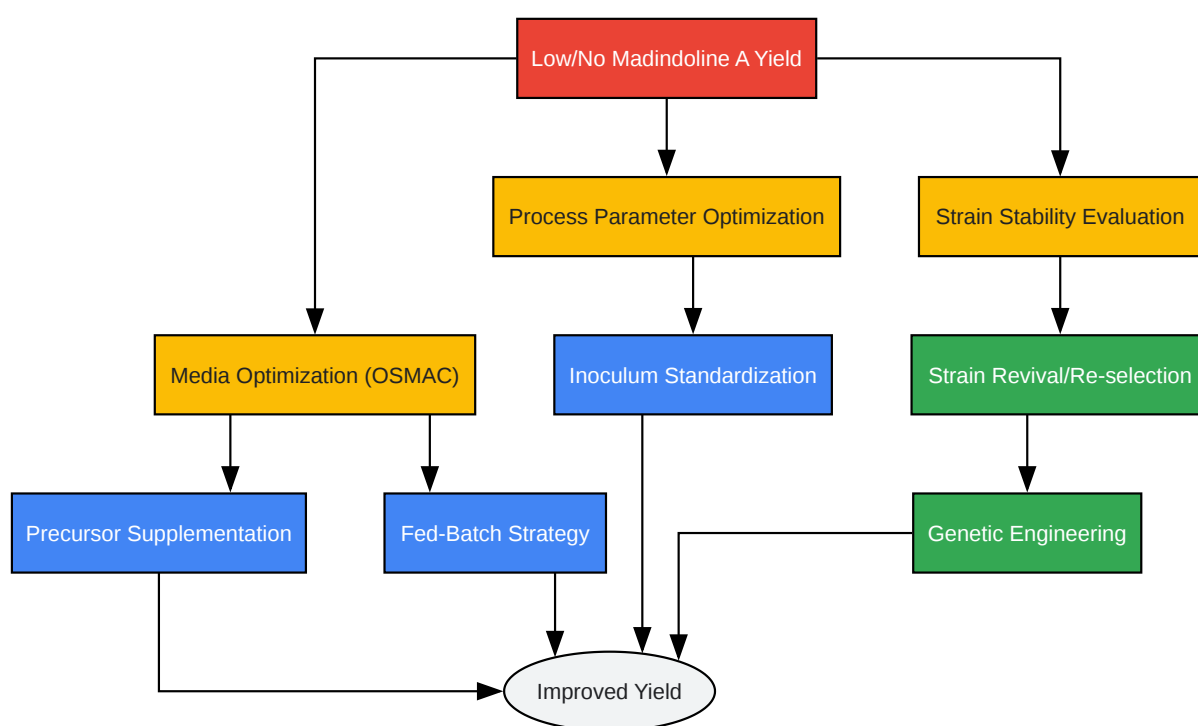 Low/No Madindoline A Yield
Process Parameter Optimization
Strain Stability Evaluation
Media Optimization (OSMAC)
Inoculum Standardization
Strain Revival/Re-selection
Precursor Supplementation
Fed-Batch Strategy
Genetic Engineering
Improved Yield